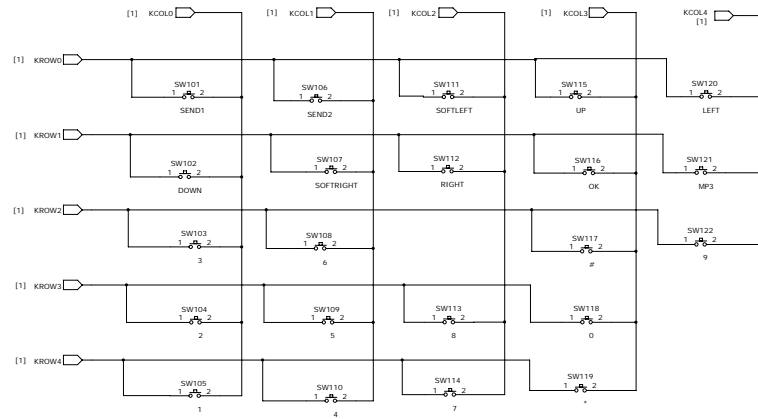 [1] KCOL0 [1] KCOL1 [1] KCOL2 [1] KCOL3 KCOL4
[1]
[1] KROW0
SW101 SW106 SW111 SW115 SW120
1 2 1 2 1 2 1 2 1 2
SEND1 SEND2 SOFTLEFT UP LEFT
[1] KROW1
SW102 SW107 SW112 SW116 SW121
1 2 1 2 1 2 1 2 1 2
DOWN SOFTRIGHT RIGHT OK MP3
[1] KROW2
SW103 SW108 SW117 SW122
1 2 1 2 1 2 1 2
3 6 # 9
[1] KROW3
SW104 SW109 SW113 SW118
1 2 1 2 1 2 1 2
2 5 8 0
[1] KROW4
SW105 SW110 SW114 SW119
1 2 1 2 1 2 1 2
1 4 7 *